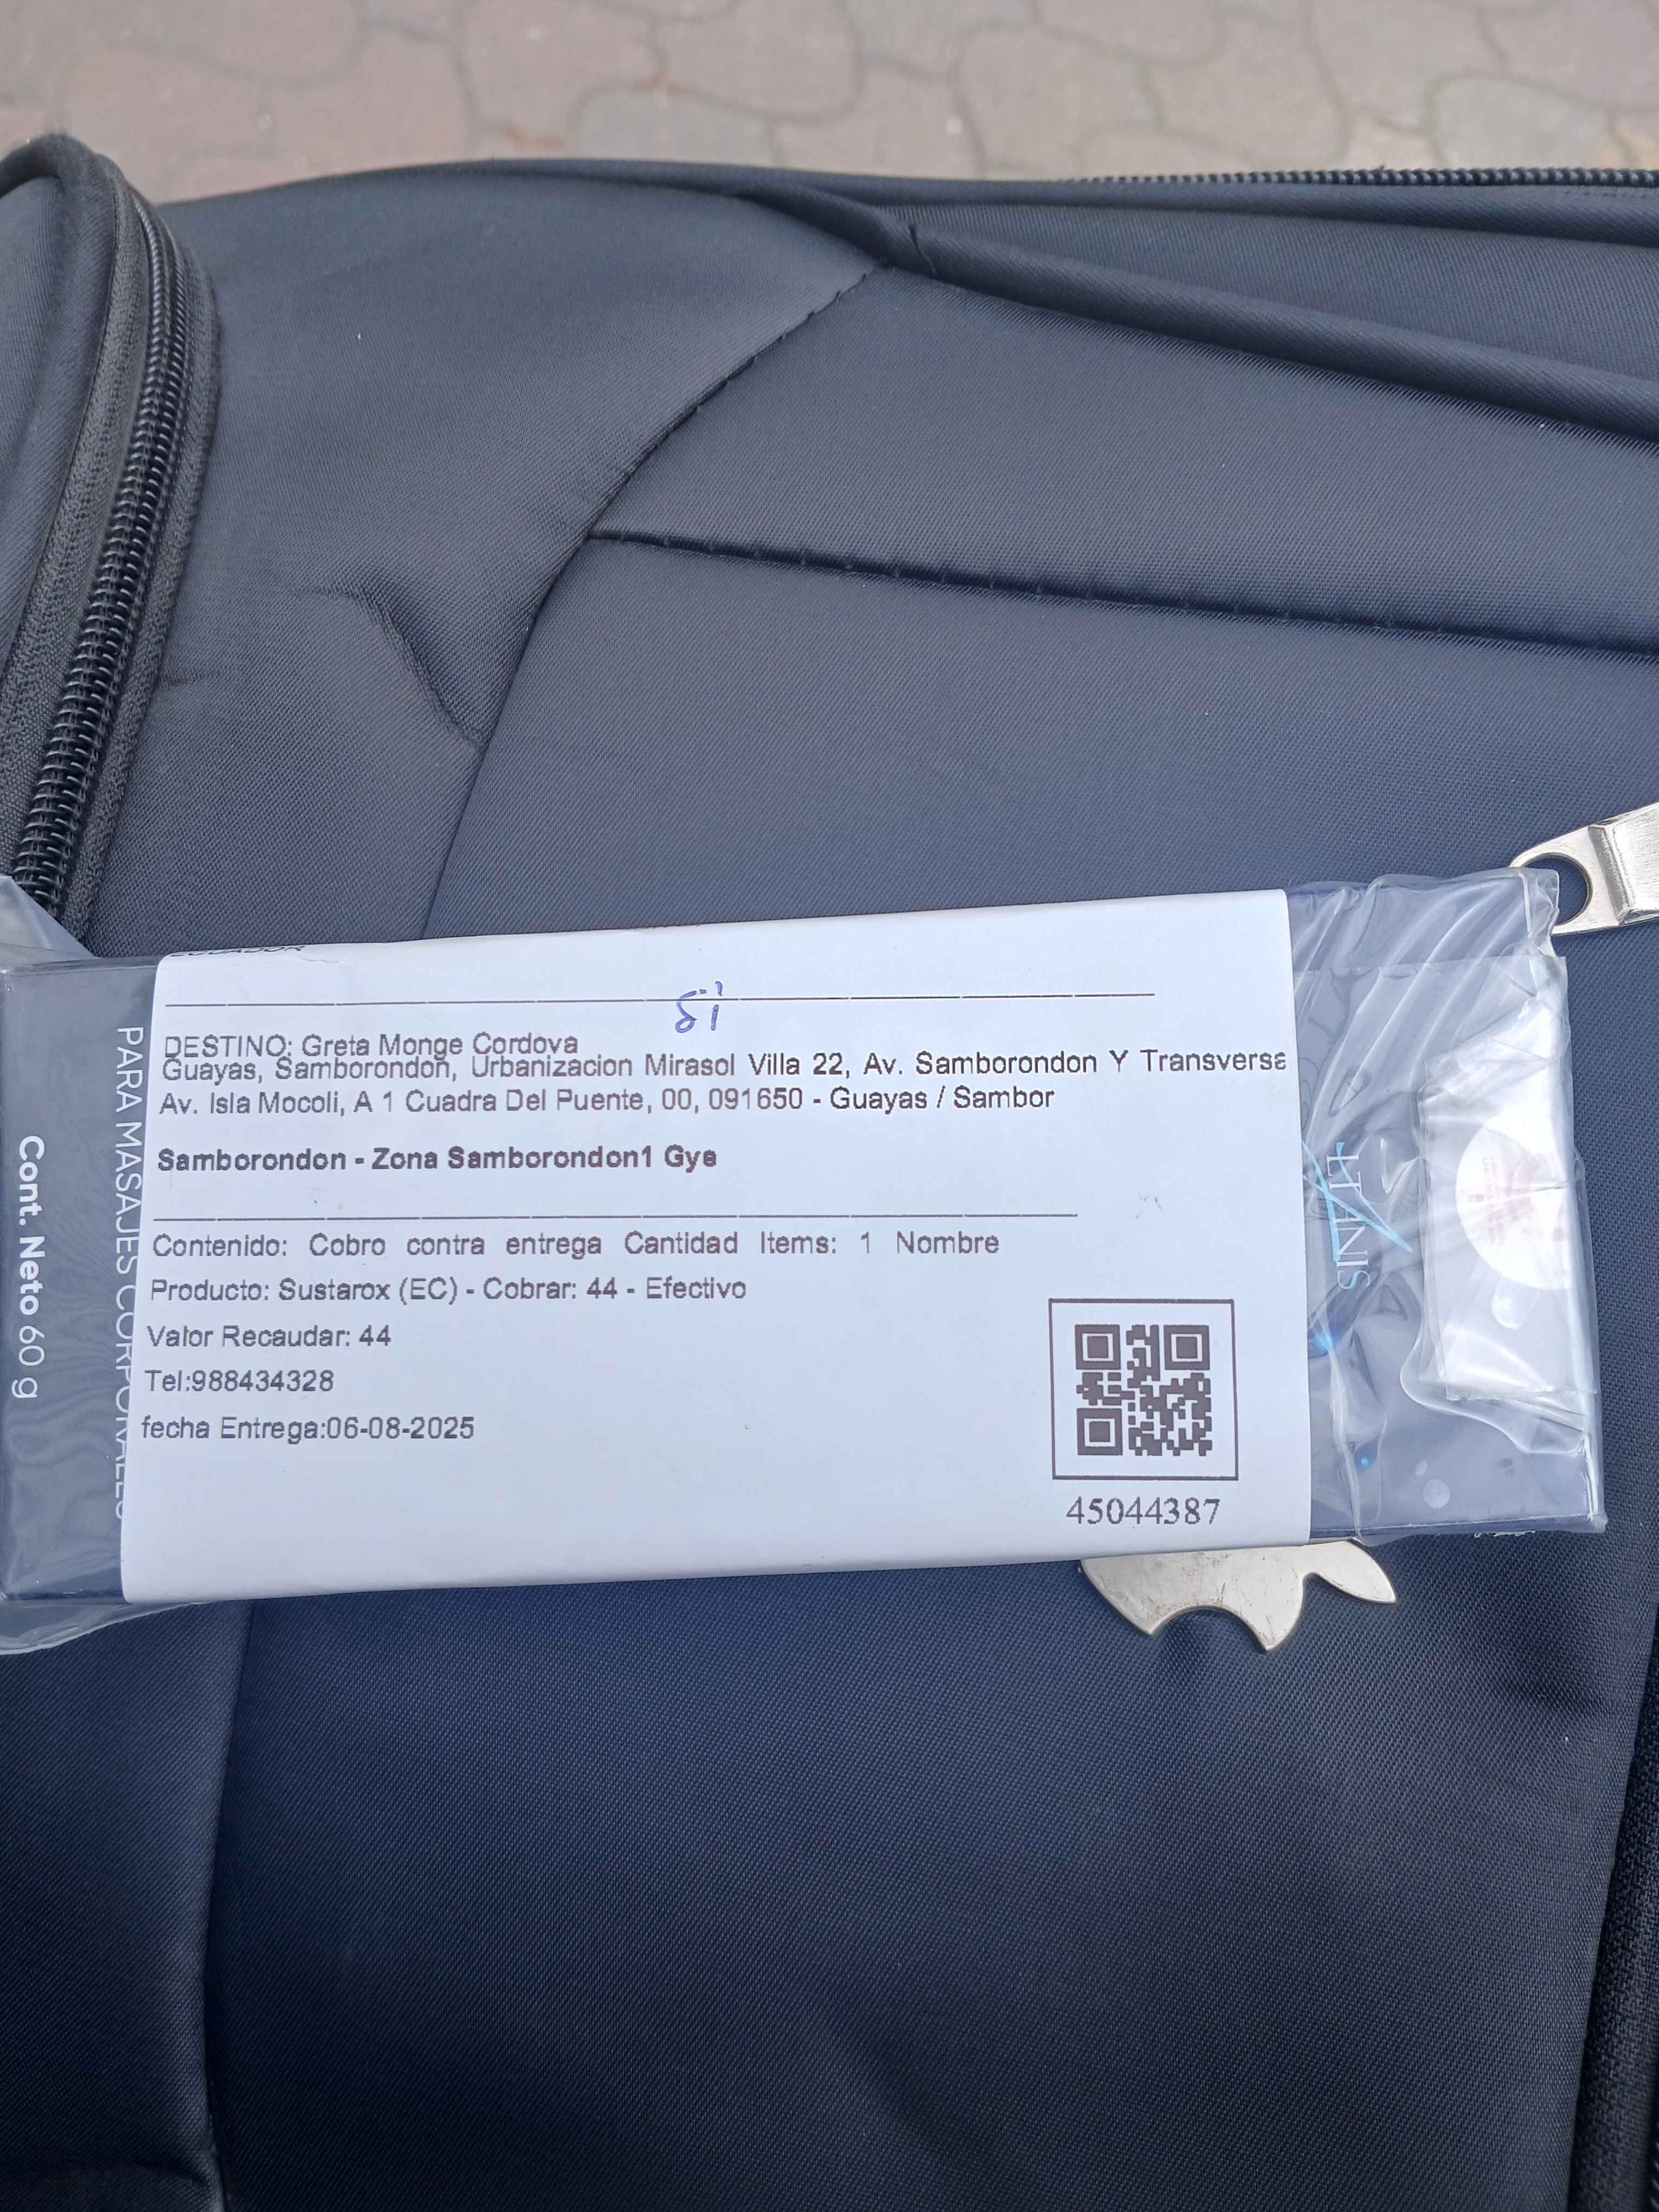 si
DESTINO: Greta Monge Cordova
Guayas, Samborondon, Urbanizacion Mirasol Villa 22, Av. Samborondon Y Transversa
Av. Isla Mocoli, A 1 Cuadra Del Puente, 00, 091650 - Guayas / Sambor
Samborondon - Zona Samborondon1 Gye
Contenido: Cobro contra entrega Cantidad Items: 1 Nombre
Producto: Sustarox (EC) - Cobrar: 44 - Efectivo
Valor Recaudar: 44
Tel:988434328
fecha Entrega:06-08-2025
45044387
PARA MASAJES CORPORALES
Cont. Neto 60 g